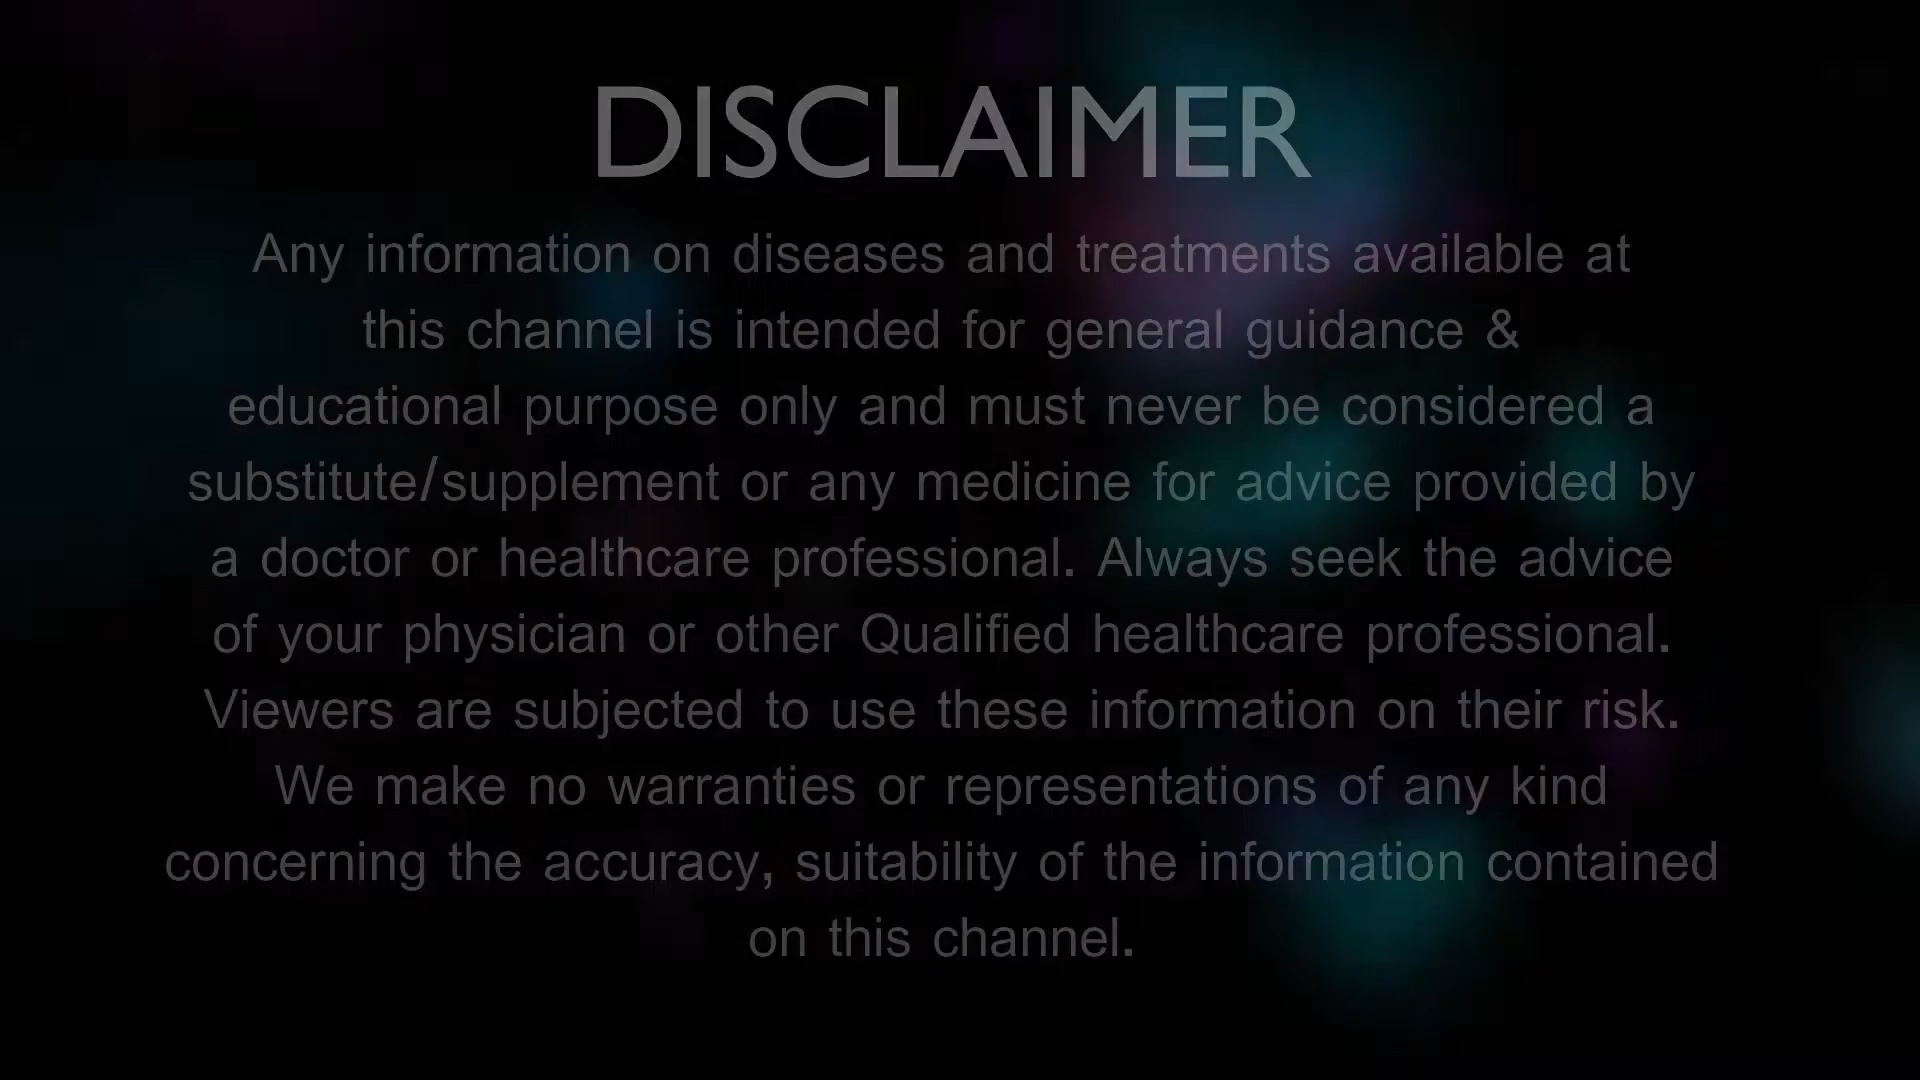 DISCLAIMER
Any information on diseases and treatments available at
this channel is intended for general guidance &
educational purpose only and must never be considered a
substitute/supplement or any medicine for advice provided by
a doctor or healthcare professional. Always seek the advice
of your physician or other Qualified healthcare professional.
Viewers are subjected to use these information on their risk.
We make no warranties or representations of any kind
concerning the accuracy, suitability of the information contained
on this channel.